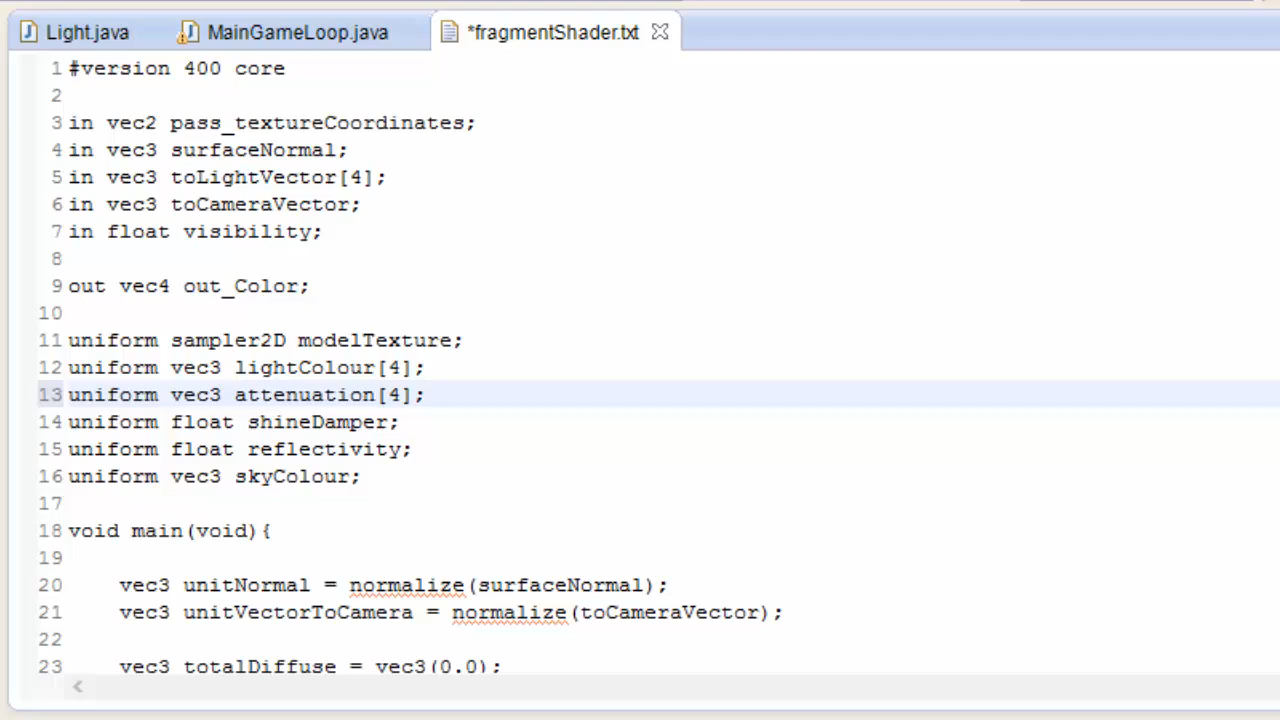 Light.java MainGameLoop.java *fragmentShader.txt
1 #version 400 core
2
3 in vec2 pass_textureCoordinates;
4 in vec3 surfaceNormal;
5 in vec3 toLightVector[4];
6 in vec3 toCameraVector;
7 in float visibility;
8
9 out vec4 out_Color;
10
11 uniform sampler2D modelTexture;
12 uniform vec3 lightColour[4];
13 uniform vec3 attenuation[4];
14 uniform float shineDamper;
15 uniform float reflectivity;
16 uniform vec3 skyColour;
17
18 void main(void){
19
20 vec3 unitNormal = normalize(surfaceNormal);
21 vec3 unitVectorToCamera = normalize(toCameraVector);
22
23 vec3 totalDiffuse = vec3(0.0);